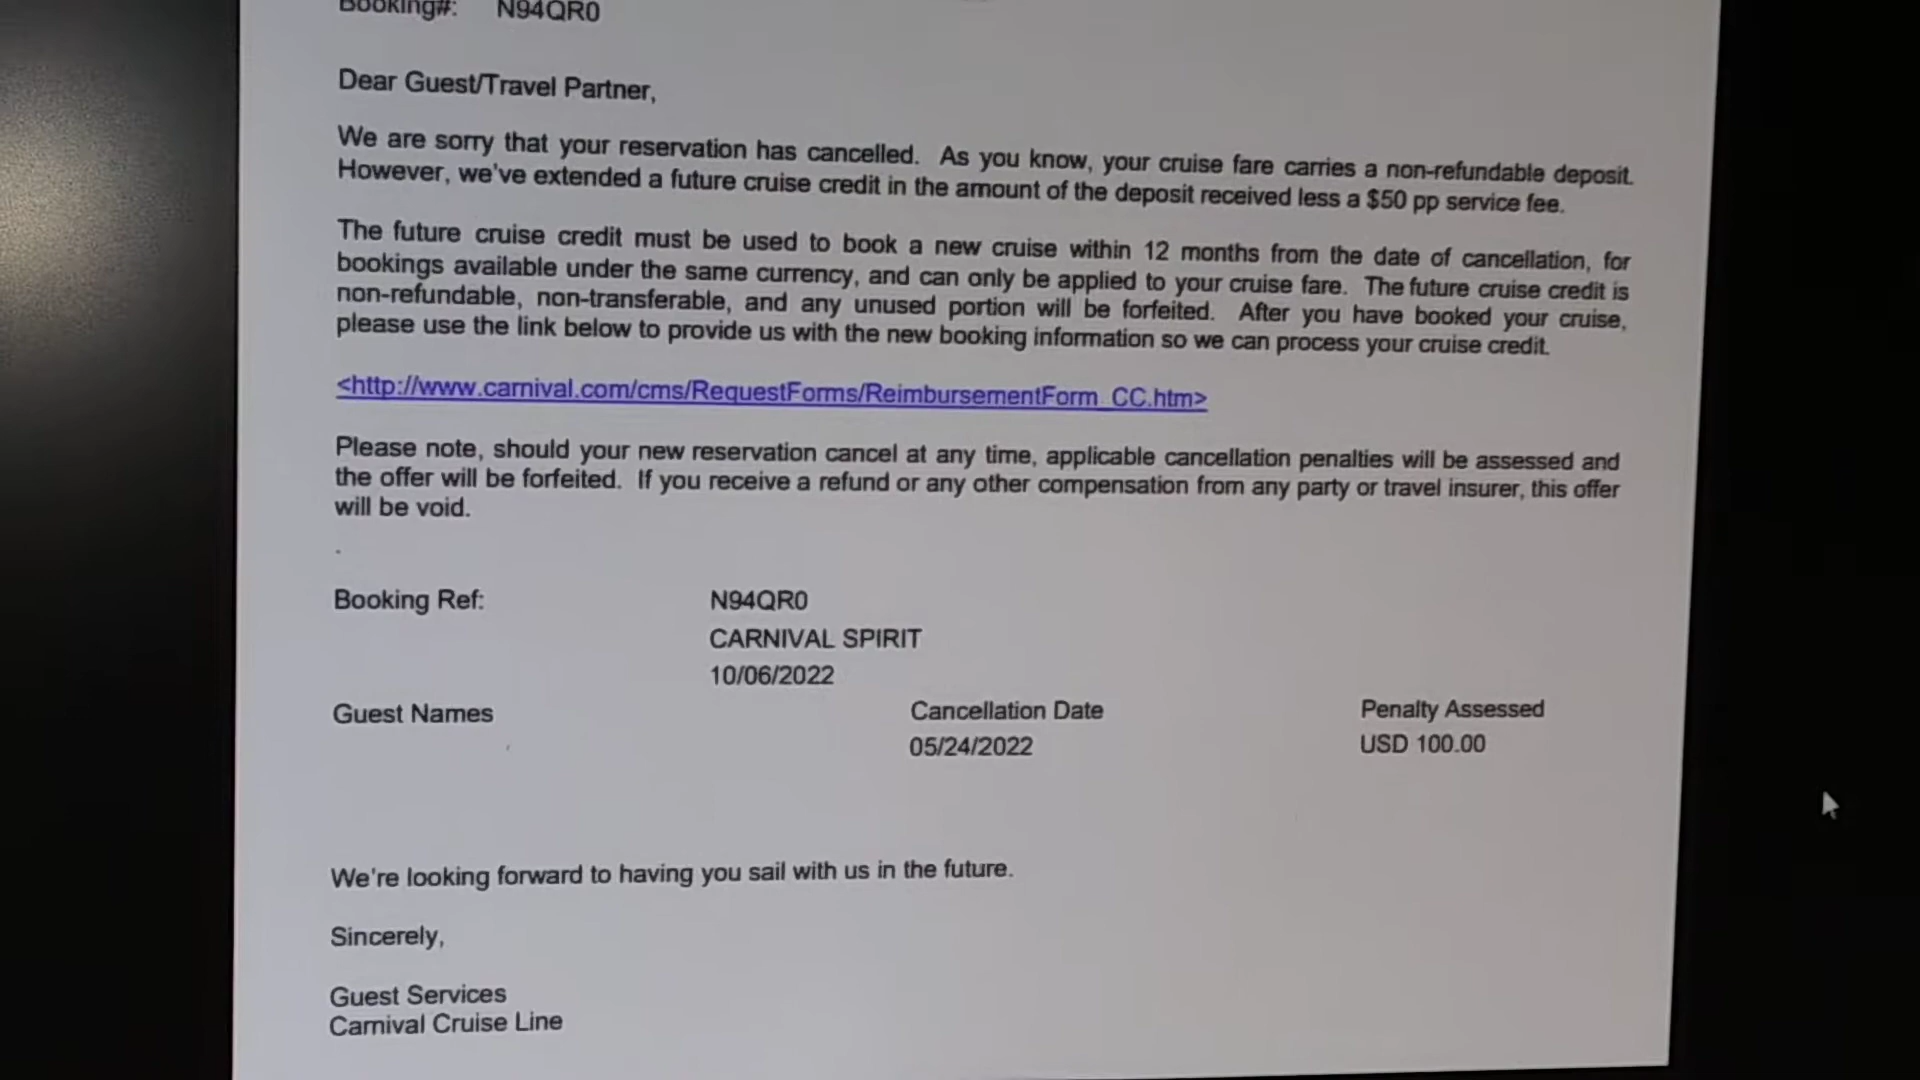 Booking#: N94QR0
Dear Guest/Travel Partner,
We are sorry that your reservation has cancelled. As you know, your cruise fare carries a non-refundable deposit.
However, we've extended a future cruise credit in the amount of the deposit received less a $50 pp service fee.
The future cruise credit must be used to book a new cruise within 12 months from the date of cancellation, for
bookings available under the same currency, and can only be applied to your cruise fare. The future cruise credit is
non-refundable, non-transferable, and any unused portion will be forfeited. After you have booked your cruise,
please use the link below to provide us with the new booking information so we can process your cruise credit.
<http://www.carnival.com/cms/RequestForms/ReimbursementForm_CC.htm>
Please note, should your new reservation cancel at any time, applicable cancellation penalties will be assessed and
the offer will be forfeited. If you receive a refund or any other compensation from any party or travel insurer, this offer
will be void.
.
Booking Ref: N94QR0
CARNIVAL SPIRIT
10/06/2022
Guest Names Cancellation Date Penalty Assessed
05/24/2022 USD 100.00
We're looking forward to having you sail with us in the future.
Sincerely,
Guest Services
Carnival Cruise Line